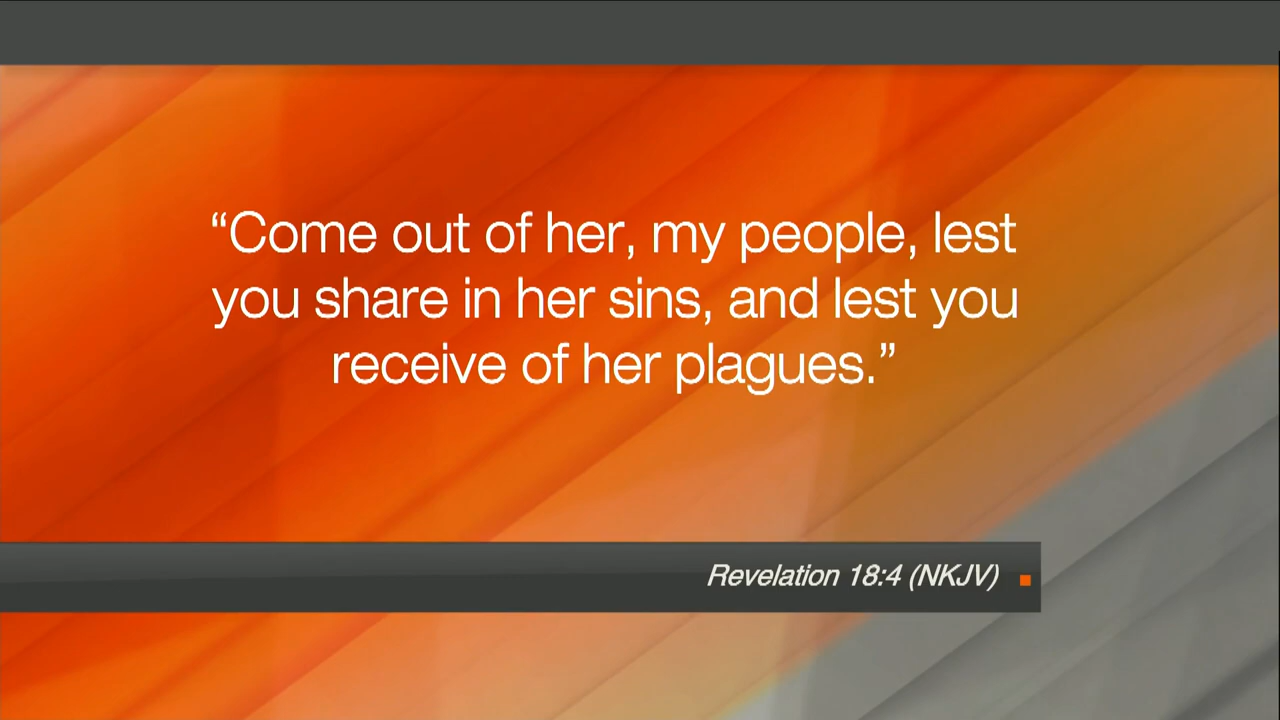 “Come out of her, my people, lest
you share in her sins, and lest you
receive of her plagues.”
Revelation 18:4 (NKJV)